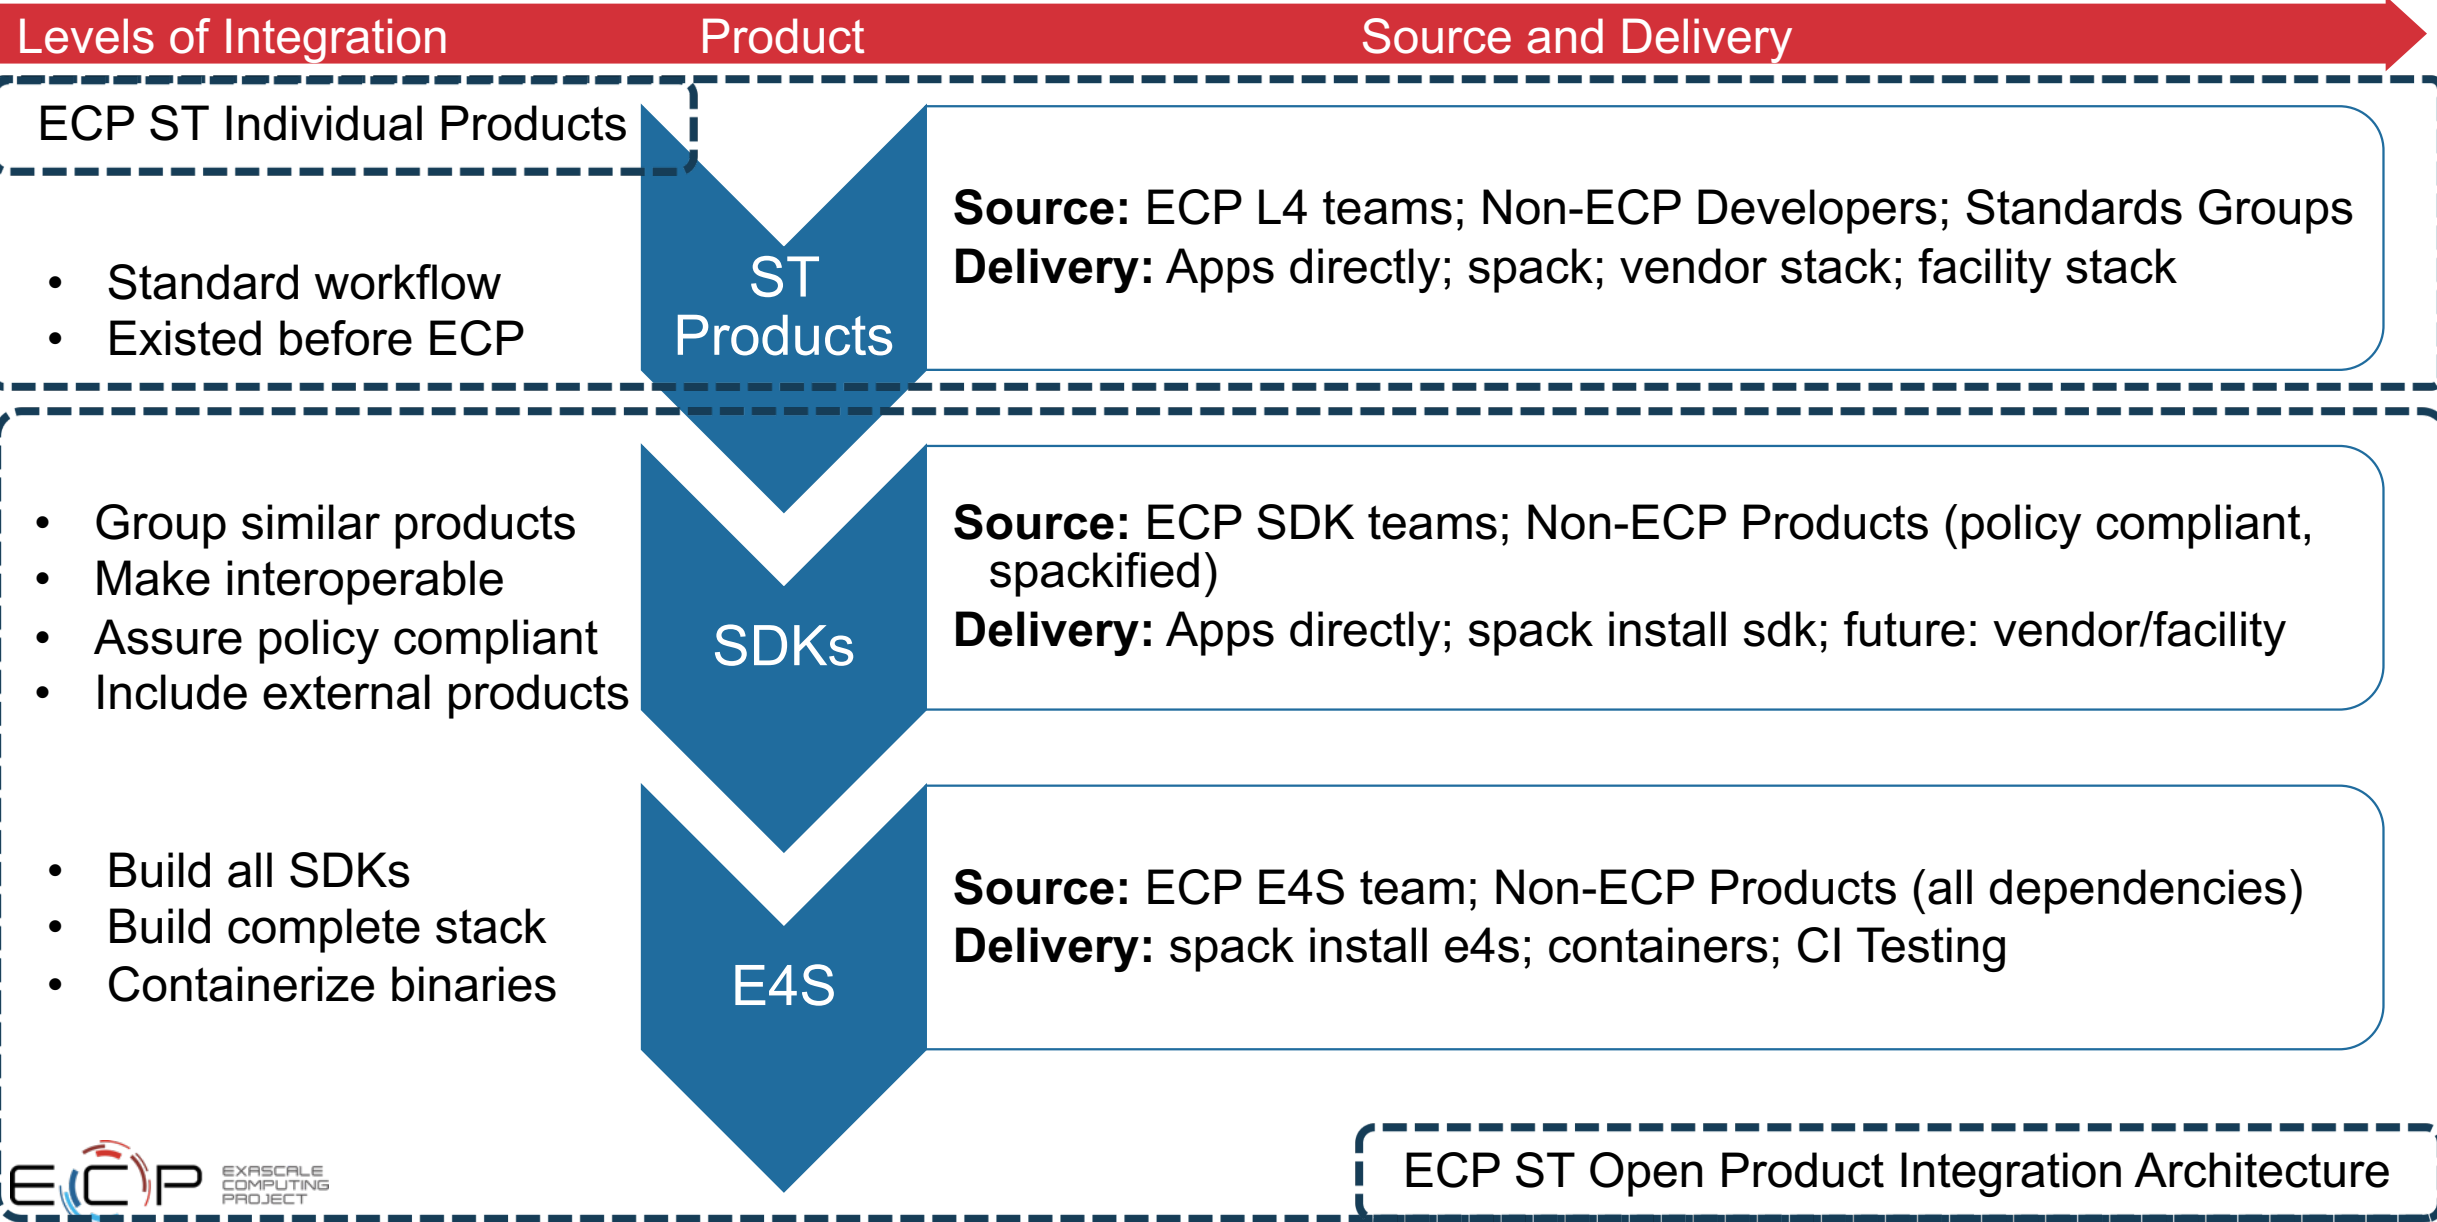 Levels of Integration
Product
Source and Delivery
ECP ST Individual Products
• Standard workflow
• Existed before ECP
ST
Products
Source: ECP L4 teams; Non-ECP Developers; Standards Groups
Delivery: Apps directly; spack; vendor stack; facility stack
• Group similar products
• Make interoperable
• Assure policy compliant
• Include external products
SDKs
Source: ECP SDK teams; Non-ECP Products (policy compliant,
spackified)
Delivery: Apps directly; spack install sdk; future: vendor/facility
• Build all SDKs
• Build complete stack
• Containerize binaries
E4S
Source: ECP E4S team; Non-ECP Products (all dependencies)
Delivery: spack install e4s; containers; CI Testing
ECP
EXASCALE
COMPUTING
PROJECT
ECP ST Open Product Integration Architecture